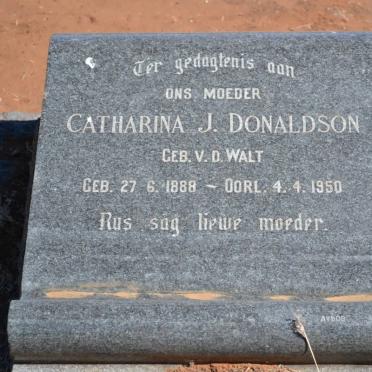 Ter gedagtenis aan
ONS MOEDER
CATHARINA J. DONALDSON
GEB. V. D. WALT
GEB. 27. 6. 1888 ~ OORL. 4. 4. 1950
Rus sag liewe moeder.